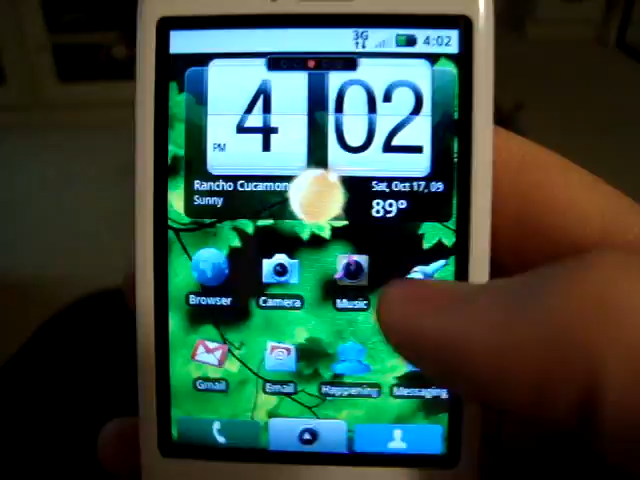 3G 4:02
4 02
PM
Rancho Cucamon
Sat, Oct 17, 09
Sunny
89°
Browser Camera Music
Gmail Email Happening Messaging